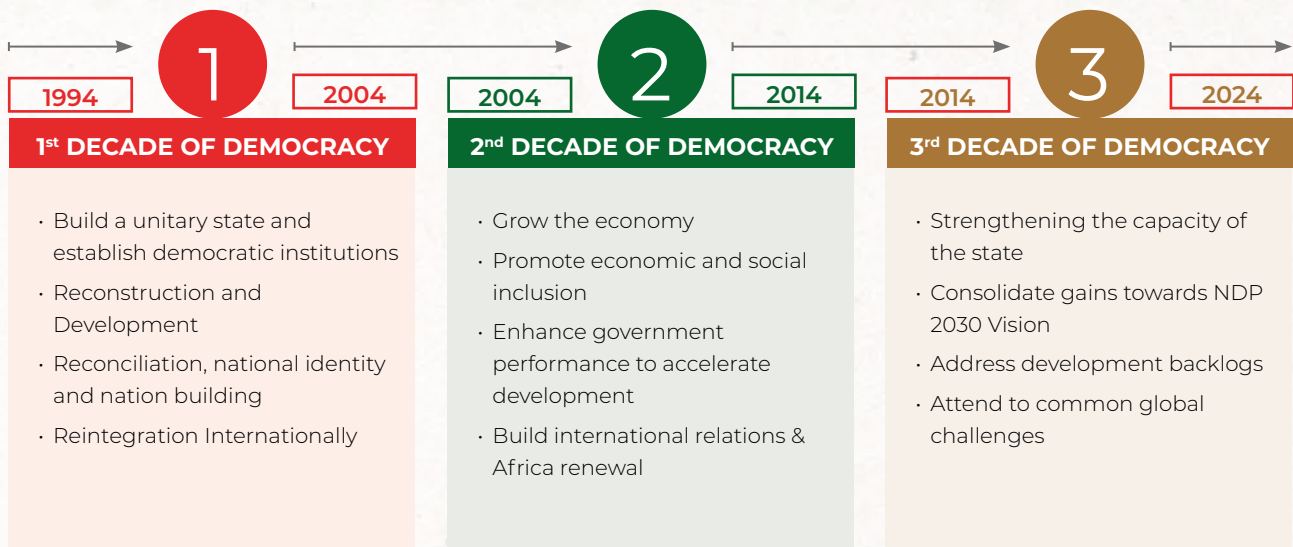 1
1994
2004
1st DECADE OF DEMOCRACY
· Build a unitary state and
establish democratic institutions
· Reconstruction and
Development
· Reconciliation, national identity
and nation building
· Reintegration Internationally
2
2004
2014
2nd DECADE OF DEMOCRACY
· Grow the economy
· Promote economic and social
inclusion
· Enhance government
performance to accelerate
development
· Build international relations &
Africa renewal
3
2014
2024
3rd DECADE OF DEMOCRACY
· Strengthening the capacity of
the state
· Consolidate gains towards NDP
2030 Vision
· Address development backlogs
· Attend to common global
challenges